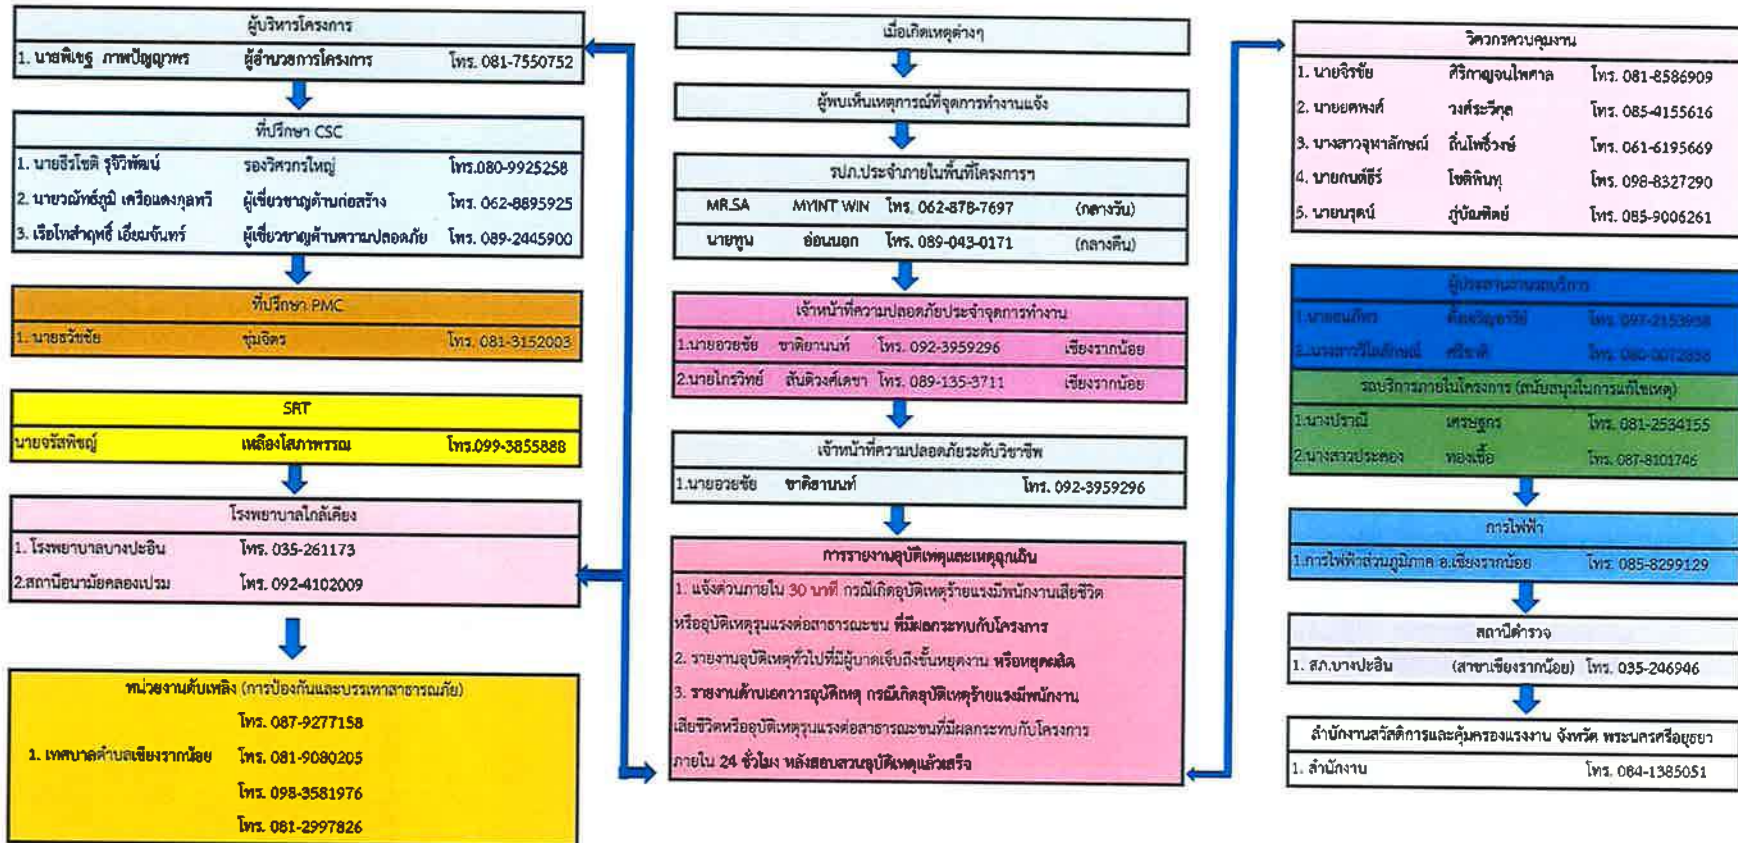 ผู้บริหารโครงการ
1. นายพิเชฐ ภาพปัญญาพร ผู้อำนวยการโครงการ โทร. 081-7550752
ที่ปรึกษา CSC
1. นายธีรโชติ รุจิวิพัฒน์ รองวิศวกรใหญ่ โทร.080-9925258
2. นายวณัทธ์ภูมิ เครือแดงกุลทวี ผู้เชี่ยวชาญด้านก่อสร้าง โทร. 062-8895925
3. เรือโทสำฤทธิ์ เอี่ยมจันทร์ ผู้เชี่ยวชาญด้านความปลอดภัย โทร. 089-2445900
ที่ปรึกษา PMC
1. นายธวัชชัย ชุ่มจิตร โทร. 081-3152003
SRT
นายจรัสพิชญ์ เหลืองโสภาพรรณ โทร.099-3855888
โรงพยาบาลใกล้เคียง
1. โรงพยาบาลบางปะอิน โทร. 035-261173
2.สถานีอนามัยคลองเปรม โทร. 092-4102009
หน่วยงานดับเพลิง (การป้องกันและบรรเทาสาธารณภัย)
โทร. 087-9277158
1. เทศบาลตำบลเชียงรากน้อย โทร. 081-9080205
โทร. 098-3581976
โทร. 081-2997826
เมื่อเกิดเหตุต่างๆ
ผู้พบเห็นเหตุการณ์ที่จุดการทำงานแจ้ง
รปภ.ประจำภายในพื้นที่โครงการฯ
MR.SA MYINT WIN โทร. 062-878-7697 (กลางวัน)
นายทูน อ่อนนอก โทร. 089-043-0171 (กลางคืน)
เจ้าหน้าที่ความปลอดภัยประจำจุดการทำงาน
1.นายอวยชัย ชาติยานนท์ โทร. 092-3959296 เชียงรากน้อย
2.นายไกรวิทย์ สันติวงศ์เดชา โทร. 089-135-3711 เชียงรากน้อย
เจ้าหน้าที่ความปลอดภัยระดับวิชาชีพ
1.นายอวยชัย ชาติยานนท์ โทร. 092-3959296
การรายงานอุบัติเหตุและเหตุฉุกเฉิน
1. แจ้งด่วนภายใน 30 นาที กรณีเกิดอุบัติเหตุร้ายแรงมีพนักงานเสียชีวิต
หรืออุบัติเหตุรุนแรงต่อสาธารณะชน ที่มีผลกระทบกับโครงการ
2. รายงานอุบัติเหตุทั่วไปที่มีผู้บาดเจ็บถึงขั้นหยุดงาน หรือหยุดผลิต
3. รายงานด้านเอกวารอุบัติเหตุ กรณีเกิดอุบัติเหตุร้ายแรงมีพนักงาน
เสียชีวิตหรืออุบัติเหตุรุนแรงต่อสาธารณะชนที่มีผลกระทบกับโครงการ
ภายใน 24 ชั่วโมง หลังสอบสวนอุบัติเหตุแล้วเสร็จ
วิศวกรควบคุมงาน
1. นายจิรชัย ศิริกาญจนไพศาล โทร. 081-8586909
2. นายยศพงศ์ วงศ์ระวีกุล โทร. 085-4155616
3. นางสาวจุฬาลักษณ์ ถิ่นโพธิ์วงษ์ โทร. 061-6195669
4. นายกนต์ธีร์ โชติพินทุ โทร. 098-8327290
5. นายนรุตน์ ภู่บัณฑิตย์ โทร. 085-9006261
ผู้ประสานงานรถบริการ
โทร. 097-2153938
โทร. 080-0072838
รถบริการภายในโครงการ (สนับสนุนในการแก้ไขเหตุ)
1.นางปราณี เศรษฐกร โทร. 081-2534155
2.นางสาวประคอง ทองเชื้อ โทร. 087-8101746
การไฟฟ้า
1.การไฟฟ้าส่วนภูมิภาค อ.เชียงรากน้อย โทร. 085-8299129
สถานีตำรวจ
1. สภ.บางปะอิน (สาขาเชียงรากน้อย) โทร. 035-246946
สำนักงานสวัสดิการและคุ้มครองแรงงาน จังหวัด พระนครศรีอยุธยา
1. สำนักงาน โทร. 084-1385051